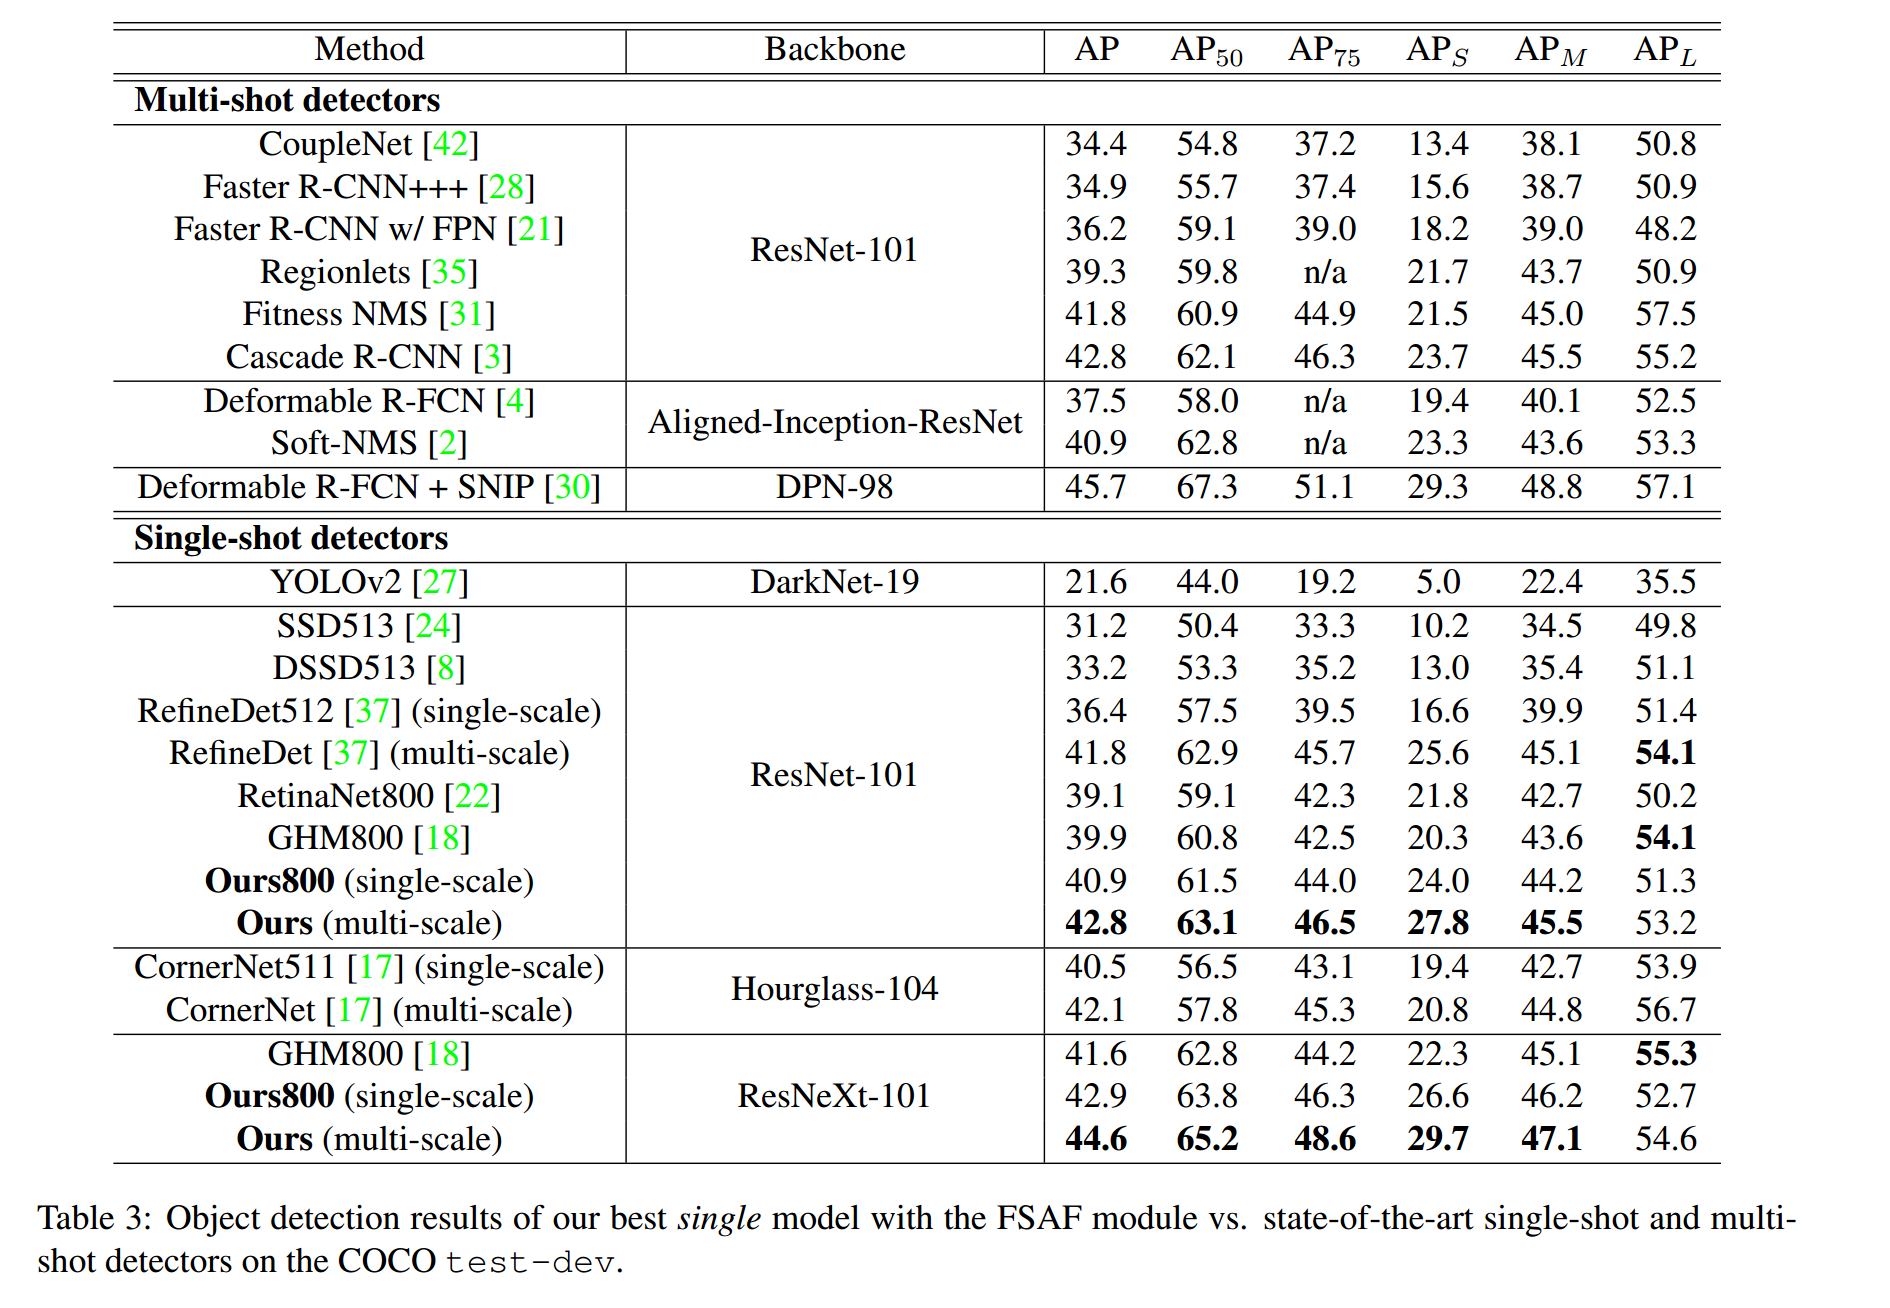 Method Backbone AP AP50 AP75 APS APM APL
Multi-shot detectors
CoupleNet [42] 34.4 54.8 37.2 13.4 38.1 50.8
Faster R-CNN+++ [28] 34.9 55.7 37.4 15.6 38.7 50.9
Faster R-CNN w/ FPN [21] 36.2 59.1 39.0 18.2 39.0 48.2
ResNet-101
Regionlets [35] 39.3 59.8 n/a 21.7 43.7 50.9
Fitness NMS [31] 41.8 60.9 44.9 21.5 45.0 57.5
Cascade R-CNN [3] 42.8 62.1 46.3 23.7 45.5 55.2
Deformable R-FCN [4] 37.5 58.0 n/a 19.4 40.1 52.5
Aligned-Inception-ResNet
Soft-NMS [2] 40.9 62.8 n/a 23.3 43.6 53.3
Deformable R-FCN + SNIP [30] DPN-98 45.7 67.3 51.1 29.3 48.8 57.1
Single-shot detectors
YOLOv2 [27] DarkNet-19 21.6 44.0 19.2 5.0 22.4 35.5
SSD513 [24] 31.2 50.4 33.3 10.2 34.5 49.8
DSSD513 [8] 33.2 53.3 35.2 13.0 35.4 51.1
RefineDet512 [37] (single-scale) 36.4 57.5 39.5 16.6 39.9 51.4
RefineDet [37] (multi-scale) 41.8 62.9 45.7 25.6 45.1 54.1
ResNet-101
RetinaNet800 [22] 39.1 59.1 42.3 21.8 42.7 50.2
GHM800 [18] 39.9 60.8 42.5 20.3 43.6 54.1
Ours800 (single-scale) 40.9 61.5 44.0 24.0 44.2 51.3
Ours (multi-scale) 42.8 63.1 46.5 27.8 45.5 53.2
CornerNet511 [17] (single-scale) 40.5 56.5 43.1 19.4 42.7 53.9
Hourglass-104
CornerNet [17] (multi-scale) 42.1 57.8 45.3 20.8 44.8 56.7
GHM800 [18] 41.6 62.8 44.2 22.3 45.1 55.3
Ours800 (single-scale) ResNeXt-101 42.9 63.8 46.3 26.6 46.2 52.7
Ours (multi-scale) 44.6 65.2 48.6 29.7 47.1 54.6
Table 3: Object detection results of our best single model with the FSAF module vs. state-of-the-art single-shot and multi-
shot detectors on the COCO test-dev.